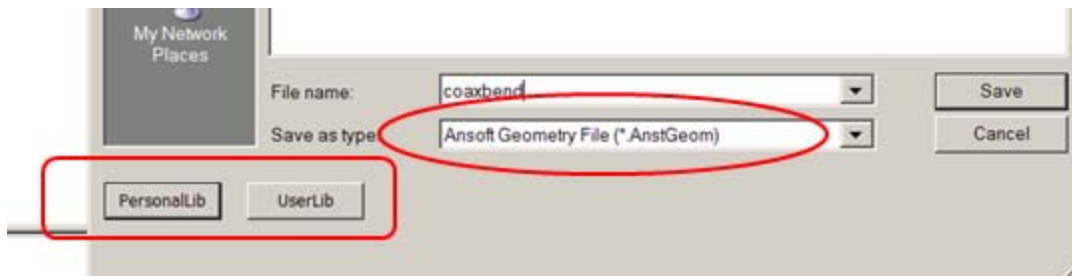 My Network
Places
File name:
coaxbend
Save
Save as type:
Ansoft Geometry File (*.AnstGeom)
Cancel
PersonalLib
UserLib